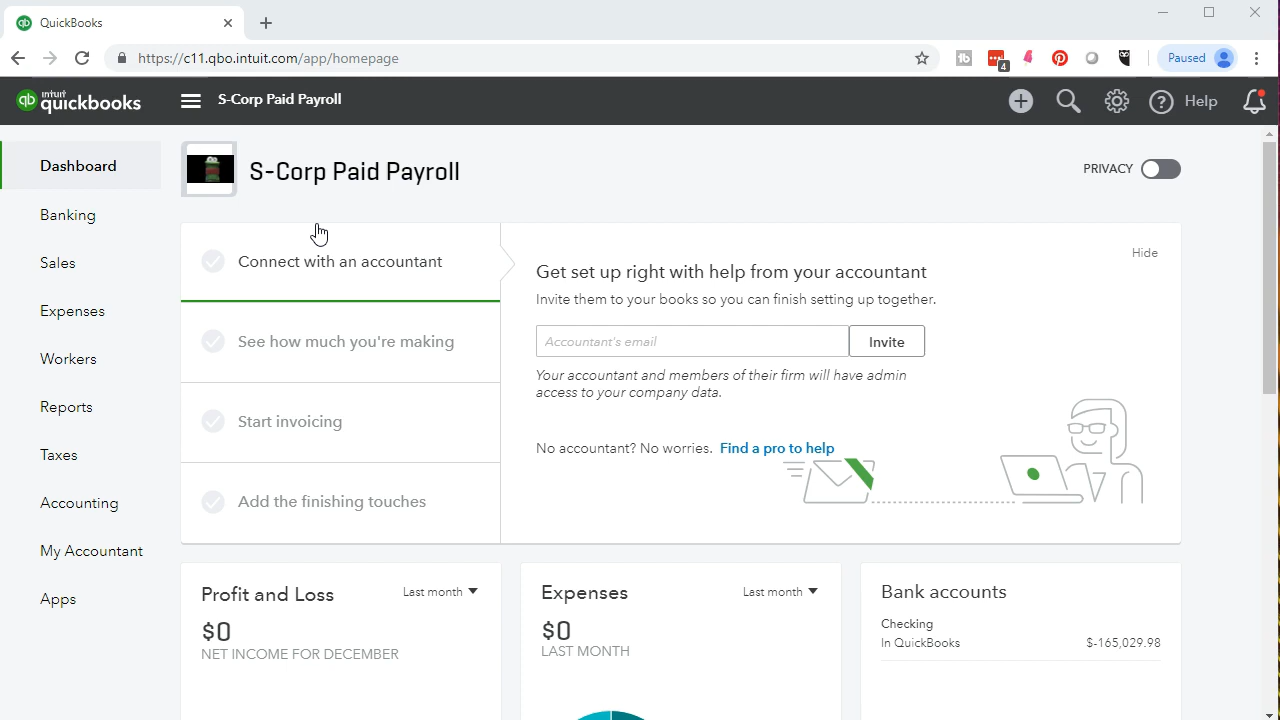 QuickBooks
https://c11.qbo.intuit.com/app/homepage
4
Paused
intuit
quickbooks
S-Corp Paid Payroll
Help
Dashboard
Banking
Sales
Expenses
Workers
Reports
Taxes
Accounting
My Accountant
Apps
S-Corp Paid Payroll
PRIVACY
Connect with an accountant
See how much you're making
Start invoicing
Add the finishing touches
Hide
Get set up right with help from your accountant
Invite them to your books so you can finish setting up together.
Accountant's email
Invite
Your accountant and members of their firm will have admin
access to your company data.
No accountant? No worries. Find a pro to help
Profit and Loss
Last month
$0
NET INCOME FOR DECEMBER
Expenses
Last month
$0
LAST MONTH
Bank accounts
Checking
In QuickBooks $-165,029.98